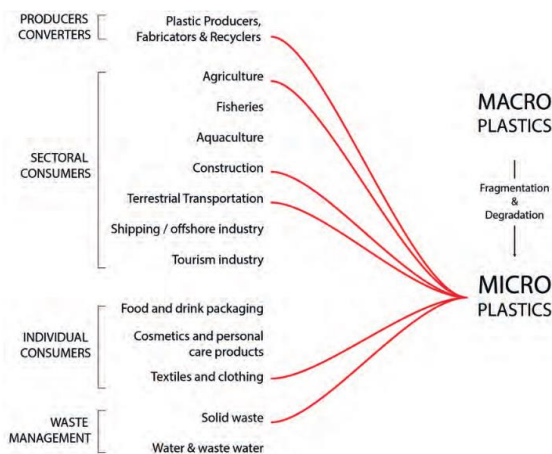 PRODUCERS
CONVERTERS
Plastic Producers,
Fabricators & Recyclers
SECTORAL
CONSUMERS
Agriculture
Fisheries
Aquaculture
Construction
Terrestrial Transportation
Shipping / offshore industry
Tourism industry
INDIVIDUAL
CONSUMERS
Food and drink packaging
Cosmetics and personal
care products
Textiles and clothing
WASTE
MANAGEMENT
Solid waste
Water & waste water
MACRO
PLASTICS
Fragmentation
&
Degradation
MICRO
PLASTICS